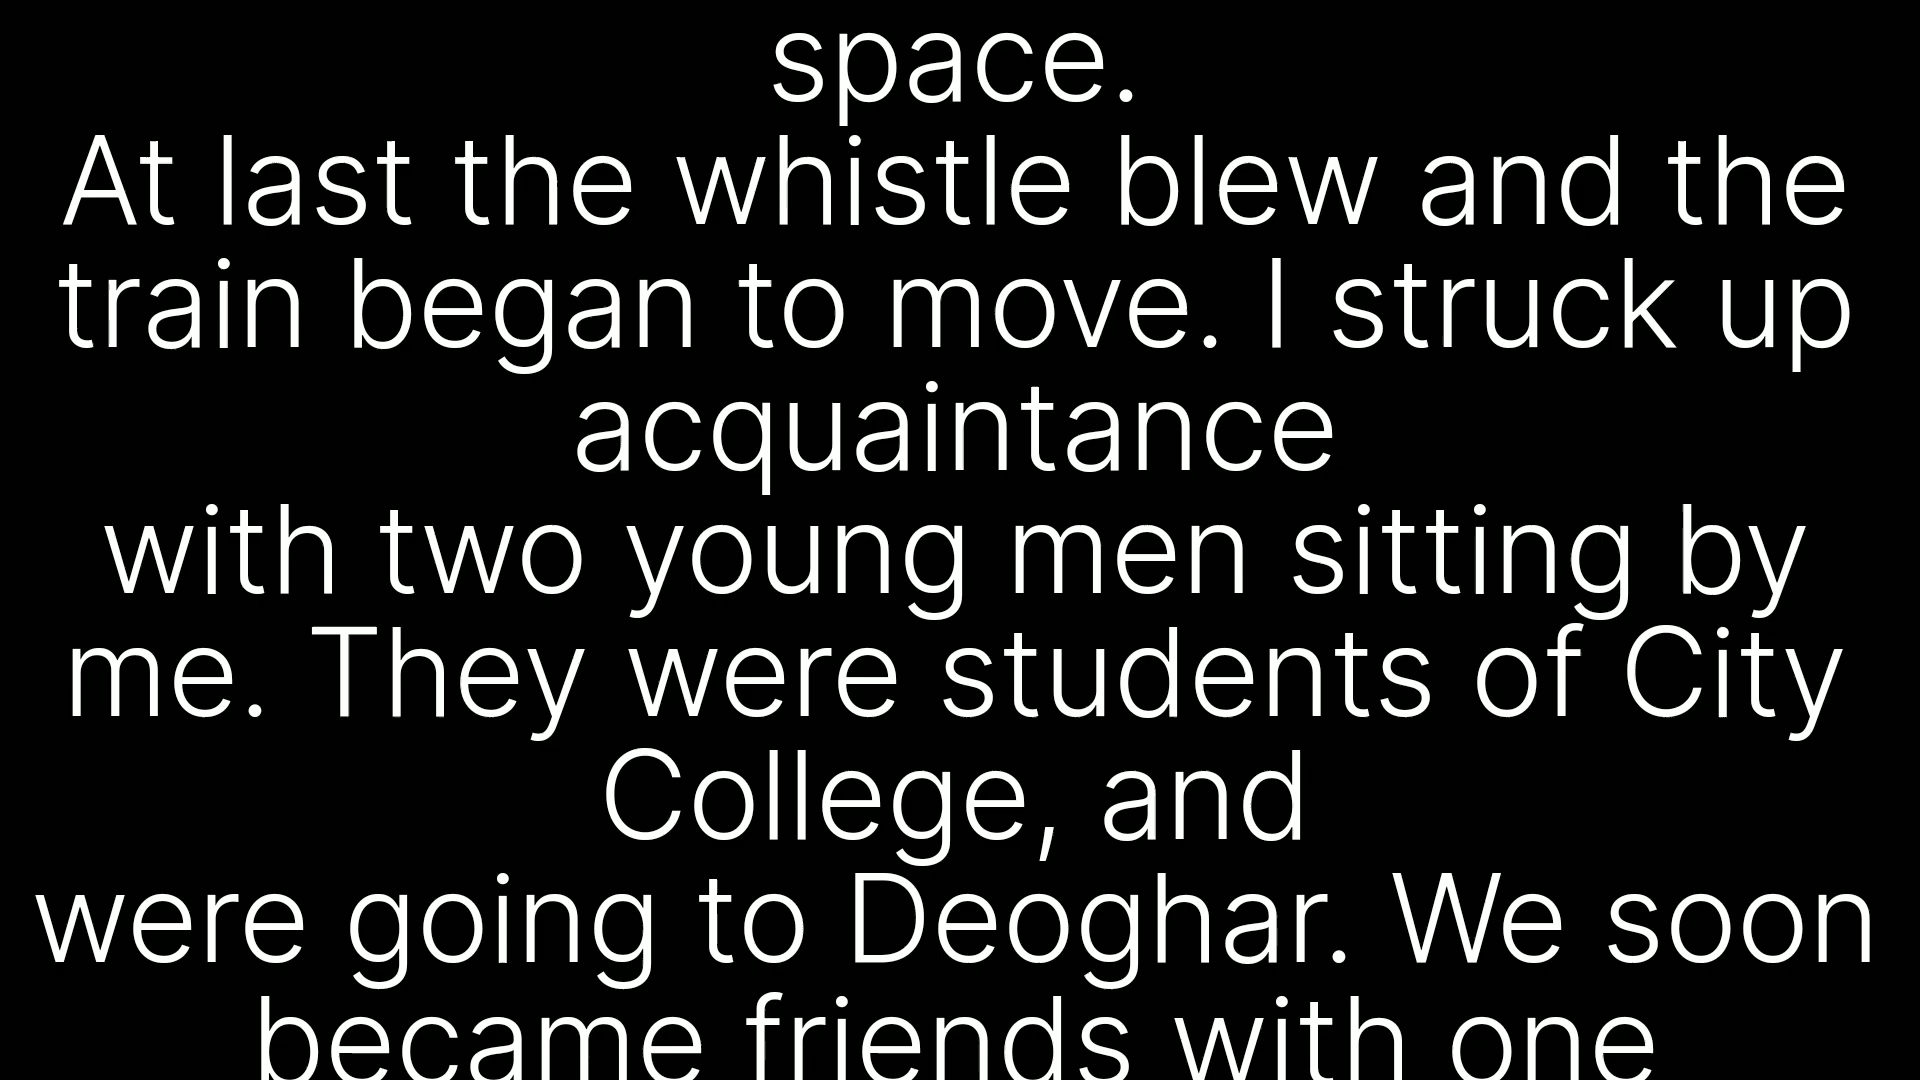 space.
At last the whistle blew and the
train began to move. I struck up
acquaintance
with two young men sitting by
me. They were students of City
College, and
were going to Deoghar. We soon
became friends with one